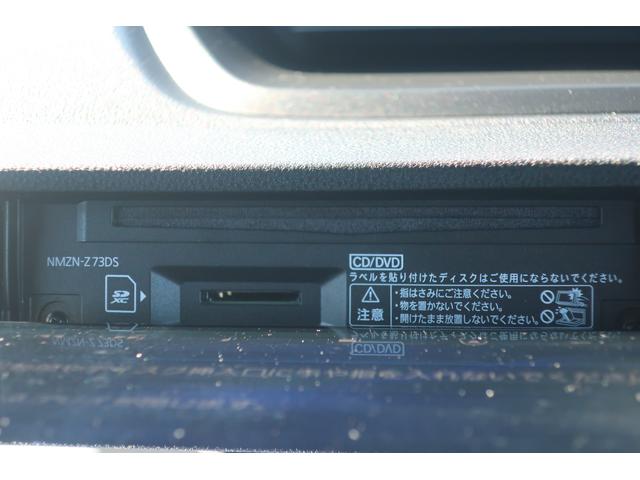 NMZN-Z73DS
SD
XC
CD/DVD
ラベルを貼り付けたディスクはご使用にならないでください。
注意
・指はさみにご注意ください。
・物を置かないでください。
・開けたまま放置しないでください。